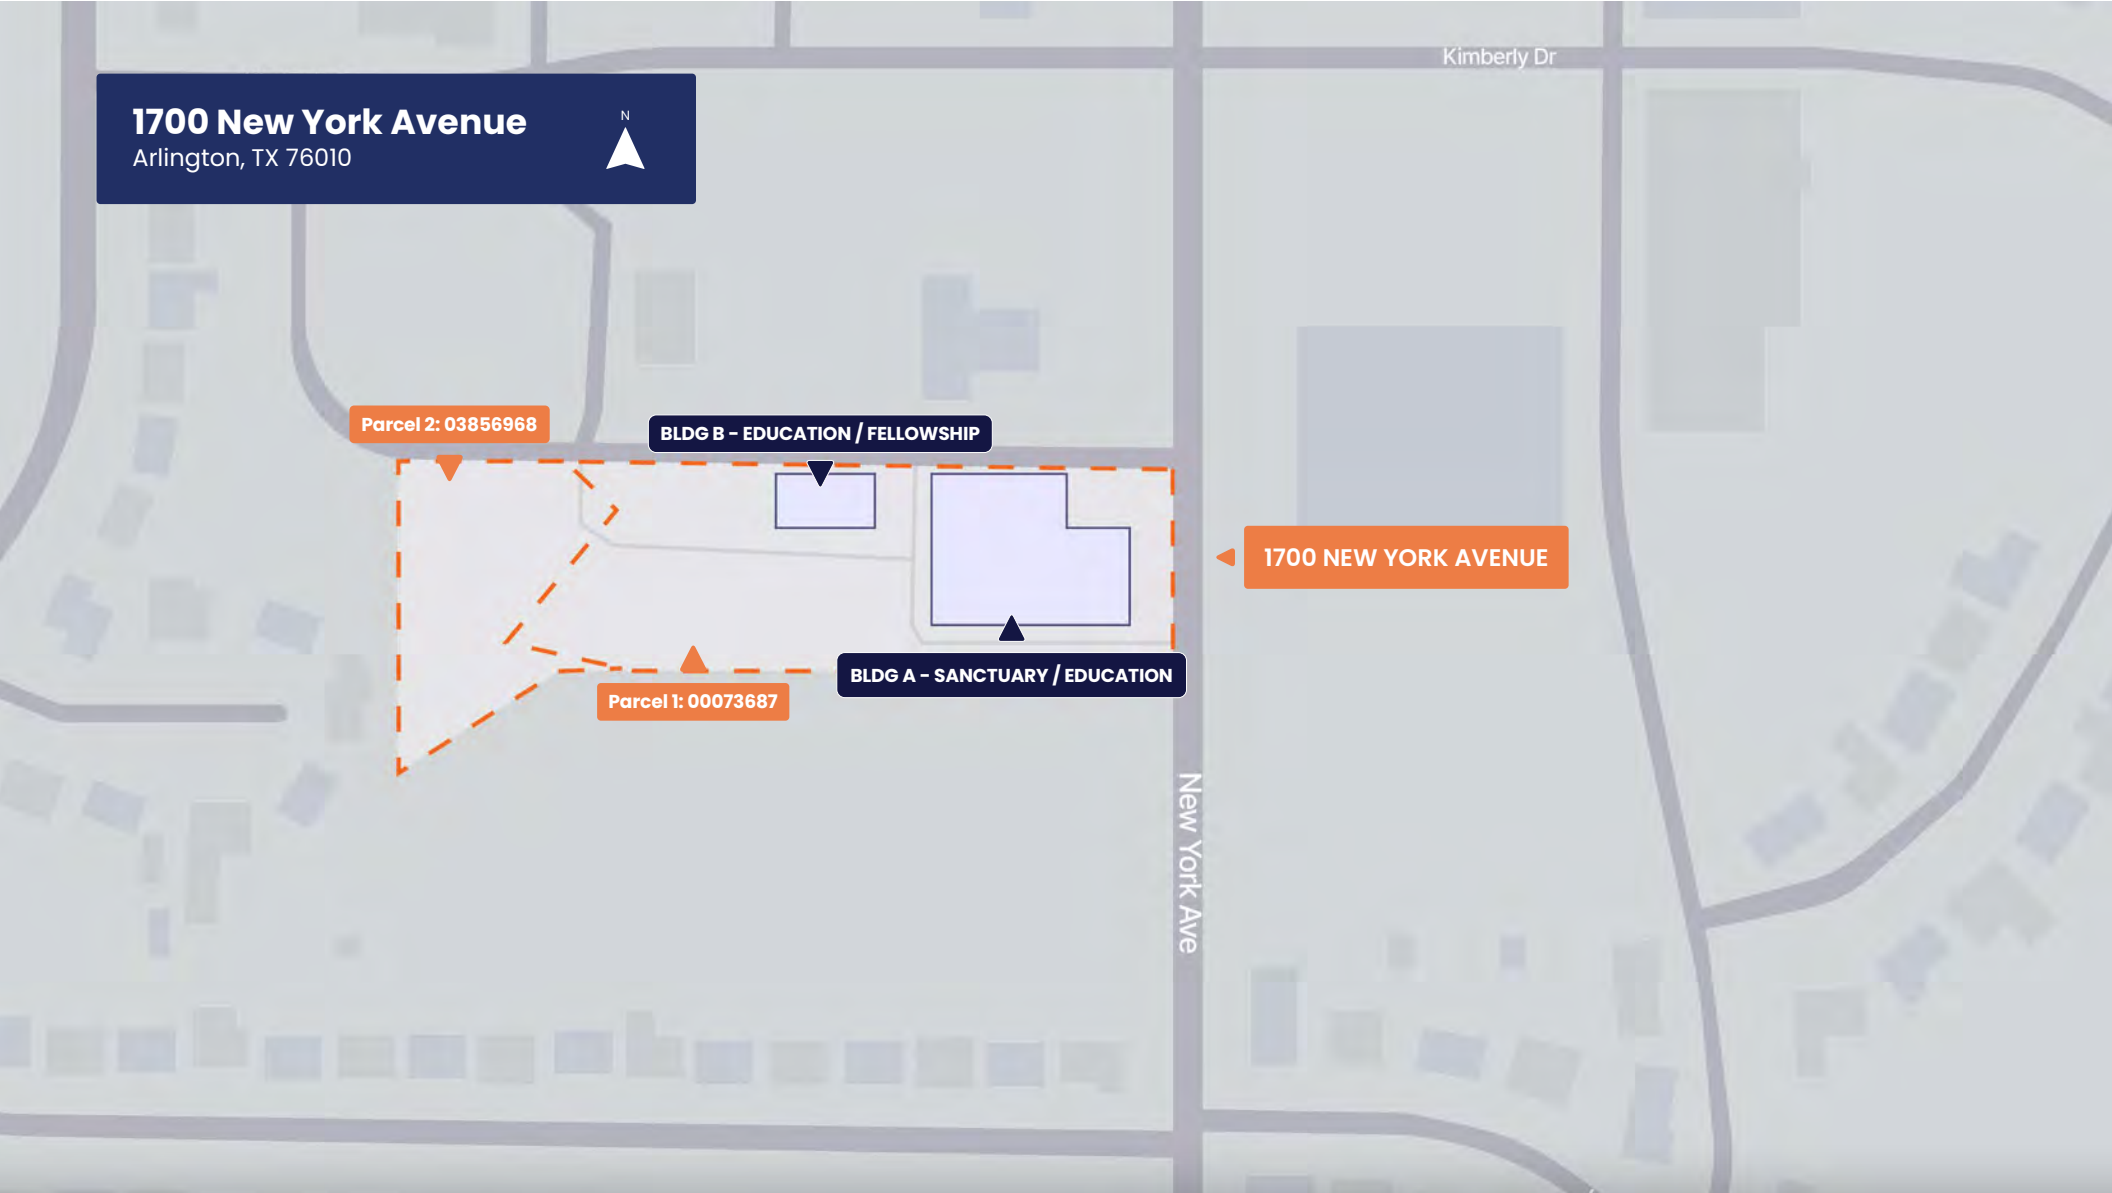 Kimberly Dr
1700 New York Avenue
Arlington, TX 76010
N
Parcel 2: 03856968
BLDG B - EDUCATION / FELLOWSHIP
1700 NEW YORK AVENUE
BLDG A - SANCTUARY / EDUCATION
Parcel 1: 00073687
New York Ave